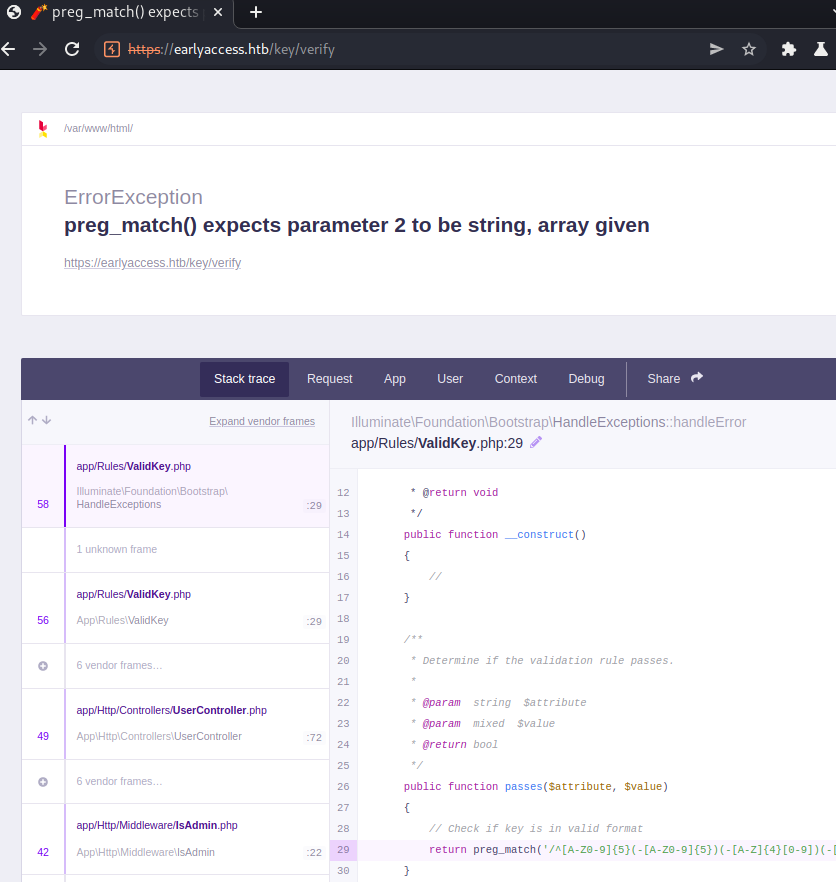 preg_match() expects
https://earlyaccess.htb/key/verify
/var/www/html/
ErrorException
preg_match() expects parameter 2 to be string, array given
https://earlyaccess.htb/key/verify
Stack trace
Request
App
User
Context
Debug
Share
Expand vendor frames
app/Rules/ValidKey.php
Illuminate\Foundation\Bootstrap\
58
HandleExceptions
:29
1 unknown frame
app/Rules/ValidKey.php
56
App\Rules\ValidKey
:29
6 vendor frames…
app/Http/Controllers/UserController.php
49
App\Http\Controllers\UserController
:72
6 vendor frames…
app/Http/Middleware/IsAdmin.php
42
App\Http\Middleware\IsAdmin
:22
Illuminate\Foundation\Bootstrap\HandleExceptions::handleError
app/Rules/ValidKey.php:29
12 * @return void
13 */
14 public function __construct()
15 {
16 //
17 }
18
19 /**
20 * Determine if the validation rule passes.
21 *
22 * @param string $attribute
23 * @param mixed $value
24 * @return bool
25 */
26 public function passes($attribute, $value)
27 {
28 // Check if key is in valid format
29 return preg_match('/^[A-Z0-9]{5}(-[A-Z0-9]{5})(-[A-Z]{4}[0-9])(-[
30 }